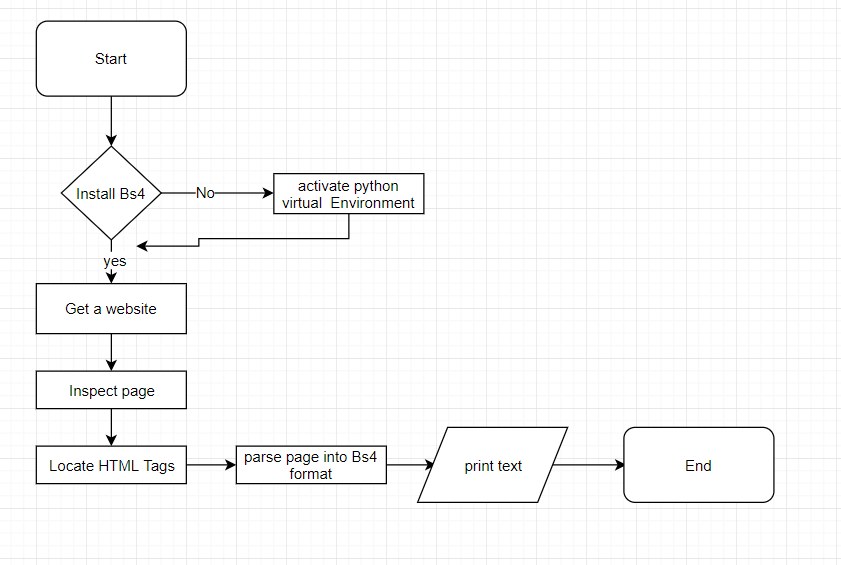 Start
Install Bs4
No
activate python
virtual  Environment
yes
Get a website
Inspect page
Locate HTML Tags
parse page into Bs4
format
print text
End